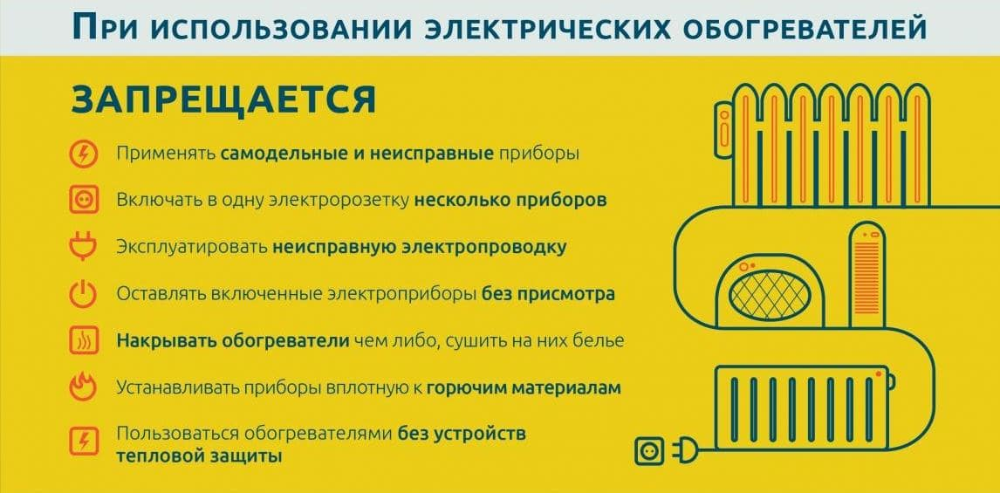 При использовании электрических обогревателей
ЗАПРЕЩАЕТСЯ
Применять самодельные и неисправные приборы
Включать в одну электророзетку несколько приборов
Эксплуатировать неисправную электропроводку
Оставлять включенные электроприборы без присмотра
Накрывать обогреватели чем либо, сушить на них белье
Устанавливать приборы вплотную к горючим материалам
Пользоваться обогревателями без устройств
тепловой защиты